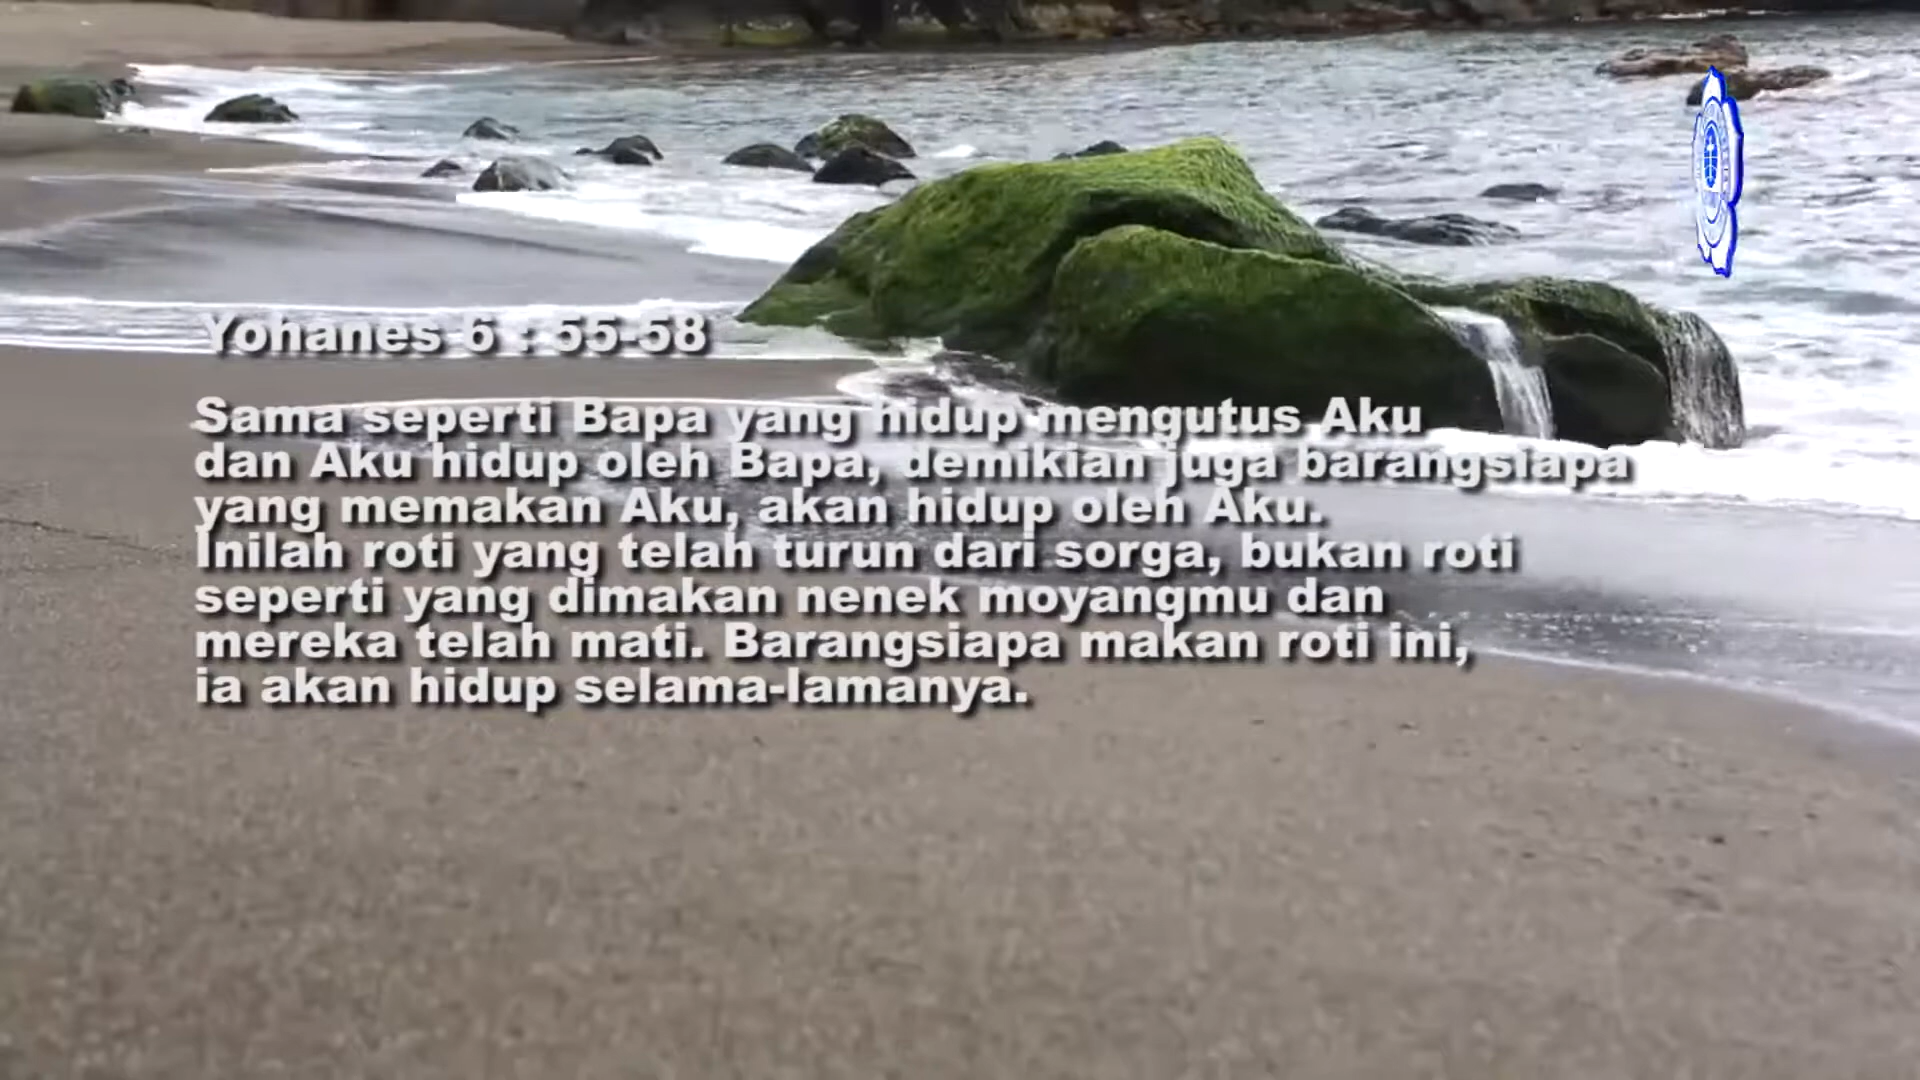 Yohanes 6 : 55-58
Sama seperti Bapa yang hidup mengutus Aku
dan Aku hidup oleh Bapa, demikian juga barangsiapa
yang memakan Aku, akan hidup oleh Aku.
Inilah roti yang telah turun dari sorga, bukan roti
seperti yang dimakan nenek moyangmu dan
mereka telah mati. Barangsiapa makan roti ini,
ia akan hidup selama-lamanya.